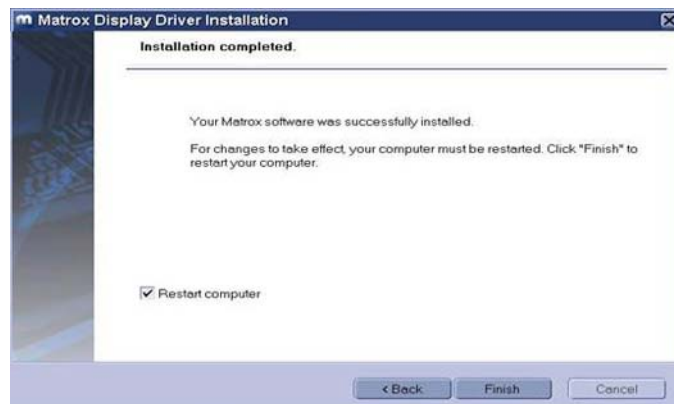 Matrox Display Driver Installation
Installation completed.
Your Matrox software was successfully installed.
For changes to take effect, your computer must be restarted. Click "Finish" to
restart your computer.
Restart computer
< Back Finish Cancel